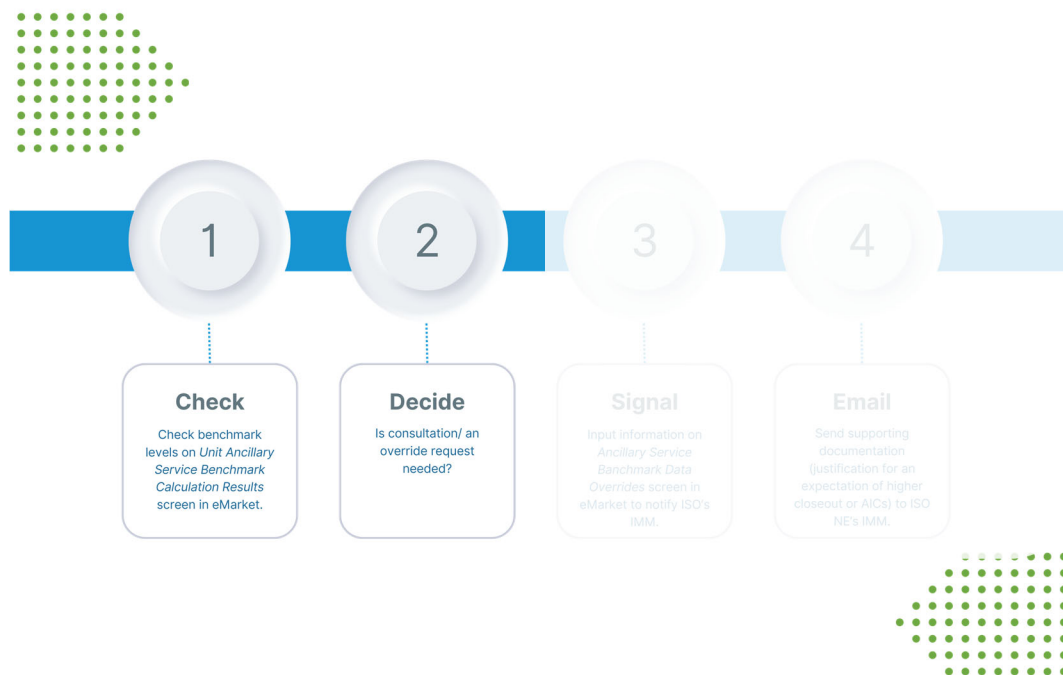 1
2
3
4
Check
Check benchmark
levels on Unit Ancillary
Service Benchmark
Calculation Results
screen in eMarket.
Decide
Is consultation/ an
override request
needed?
Signal
Input information on
Ancillary Service
Banchmark Data
Overrides screen in
eMarket to notify ISO's
IMM.
Email
Send supporting
documentation
(justification for an
expectation of higher
closeout or AICs) to ISO
NE's IMM.